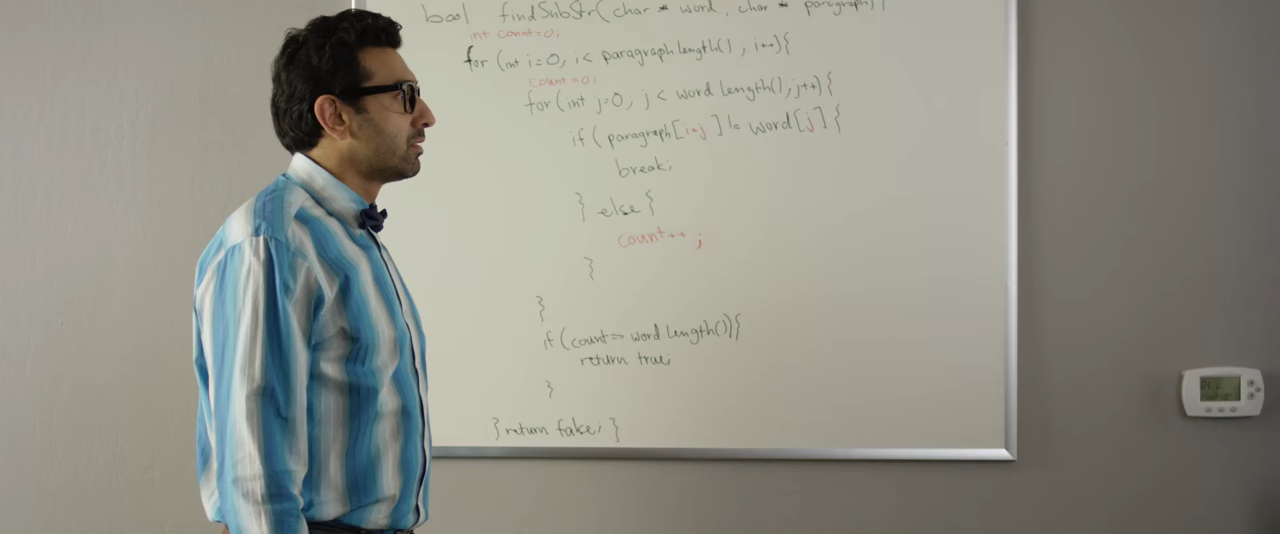 bool findSubStr(char * word, char * paragraph){
int count=0;
for (int i=0, i < paragraph.length(), i++){
count=0;
for(int j=0, j < word.length(), j++){
if (paragraph[i+j] != word[j]{
break;
} else {
count++;
}
}
if (count== word.length()){
return true;
}
} return false; }